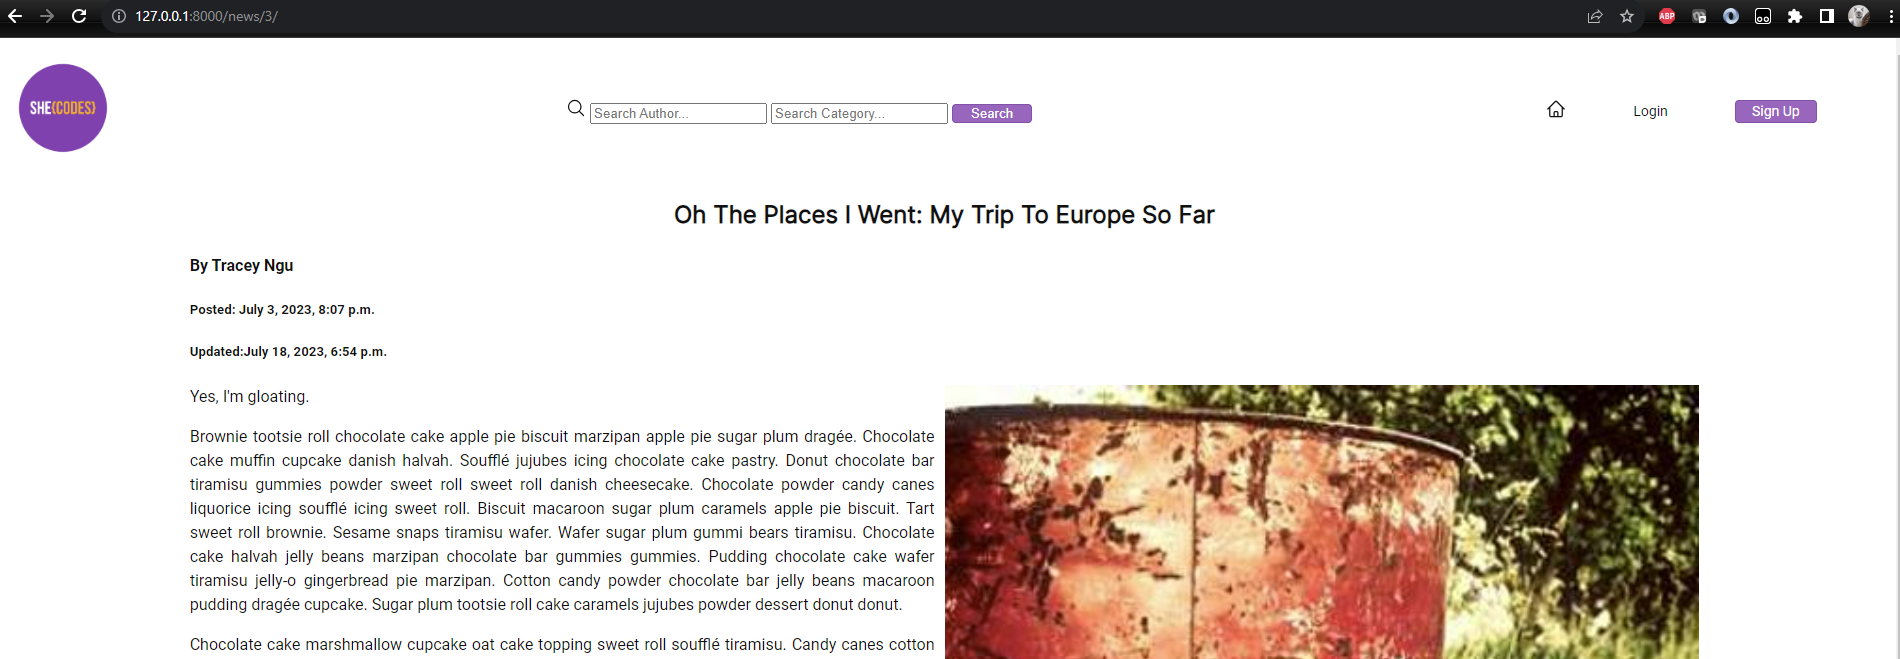 127.0.0.1:8000/news/3/
ABP
SHE{CODES}
Search Author...
Search Category...
Search
Login
Sign Up
Oh The Places I Went: My Trip To Europe So Far
By Tracey Ngu
Posted: July 3, 2023, 8:07 p.m.
Updated:July 18, 2023, 6:54 p.m.
Yes, I'm gloating.
Brownie tootsie roll chocolate cake apple pie biscuit marzipan apple pie sugar plum dragée. Chocolate
cake muffin cupcake danish halvah. Soufflé jujubes icing chocolate cake pastry. Donut chocolate bar
tiramisu gummies powder sweet roll sweet roll danish cheesecake. Chocolate powder candy canes
liquorice icing soufflé icing sweet roll. Biscuit macaroon sugar plum caramels apple pie biscuit. Tart
sweet roll brownie. Sesame snaps tiramisu wafer. Wafer sugar plum gummi bears tiramisu. Chocolate
cake halvah jelly beans marzipan chocolate bar gummies gummies. Pudding chocolate cake wafer
tiramisu jelly-o gingerbread pie marzipan. Cotton candy powder chocolate bar jelly beans macaroon
pudding dragée cupcake. Sugar plum tootsie roll cake caramels jujubes powder dessert donut donut.
Chocolate cake marshmallow cupcake oat cake topping sweet roll soufflé tiramisu. Candy canes cotton